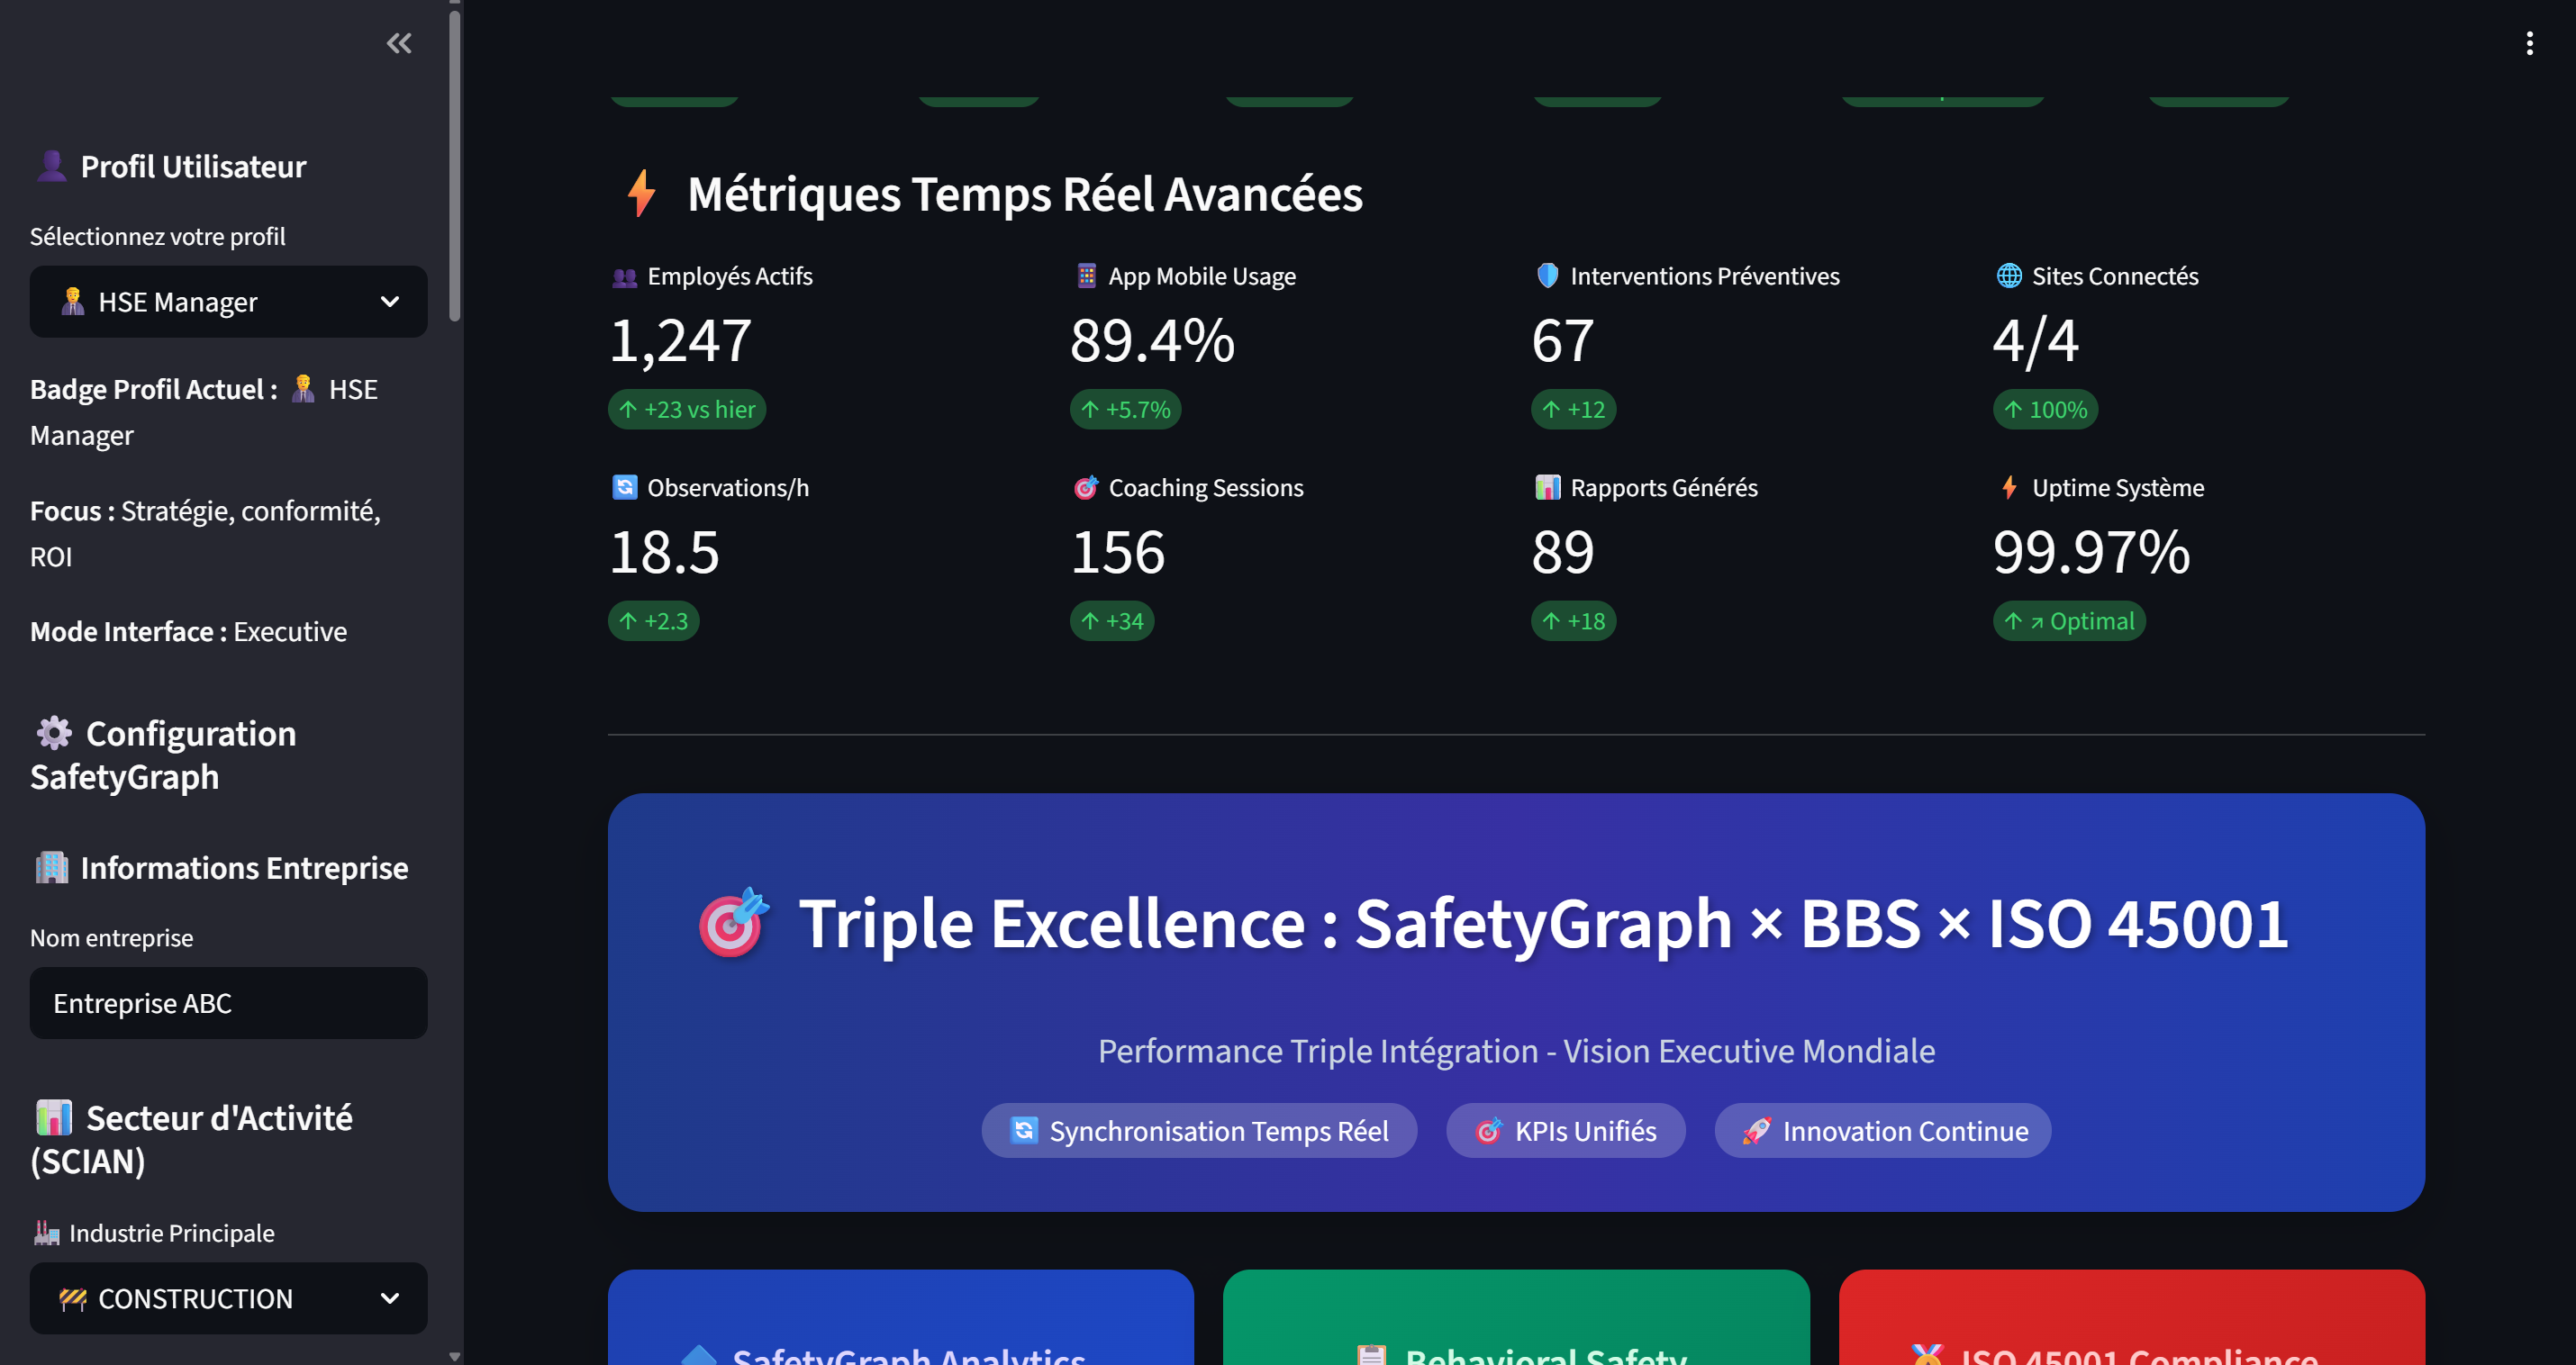 Profil Utilisateur
Sélectionnez votre profil
HSE Manager
Badge Profil Actuel : HSE
Manager
Focus : Stratégie, conformité,
ROI
Mode Interface : Executive
Configuration
SafetyGraph
Informations Entreprise
Nom entreprise
Entreprise ABC
Secteur d'Activité
(SCIAN)
Industrie Principale
CONSTRUCTION
Métriques Temps Réel Avancées
Employés Actifs
1,247
↑ +23 vs hier
App Mobile Usage
89.4%
↑ +5.7%
Interventions Préventives
67
↑ +12
Sites Connectés
4/4
↑ 100%
Observations/h
18.5
↑ +2.3
Coaching Sessions
156
↑ +34
Rapports Générés
89
↑ +18
Uptime Système
99.97%
↑ ↗ Optimal
Triple Excellence : SafetyGraph × BBS × ISO 45001
Performance Triple Intégration - Vision Executive Mondiale
Synchronisation Temps Réel
KPIs Unifiés
Innovation Continue
SafetyGraph Analytics
Behavioral Safety
ISO 45001 Compliance